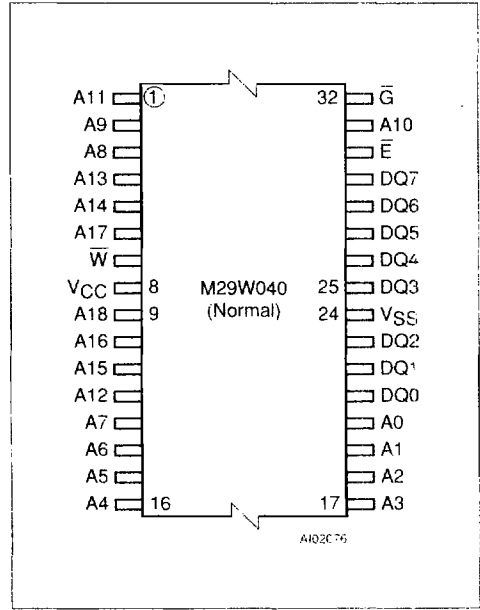 A11 1 32 G̅
A9 A10
A8 E̅
A13 DQ7
A14 DQ6
A17 DQ5
W̅ DQ4
VCC 8 M29W040 25 DQ3
A18 9 (Normal) 24 VSS
A16 DQ2
A15 DQ1
A12 DQ0
A7 A0
A6 A1
A5 A2
A4 16 17 A3
AI02076